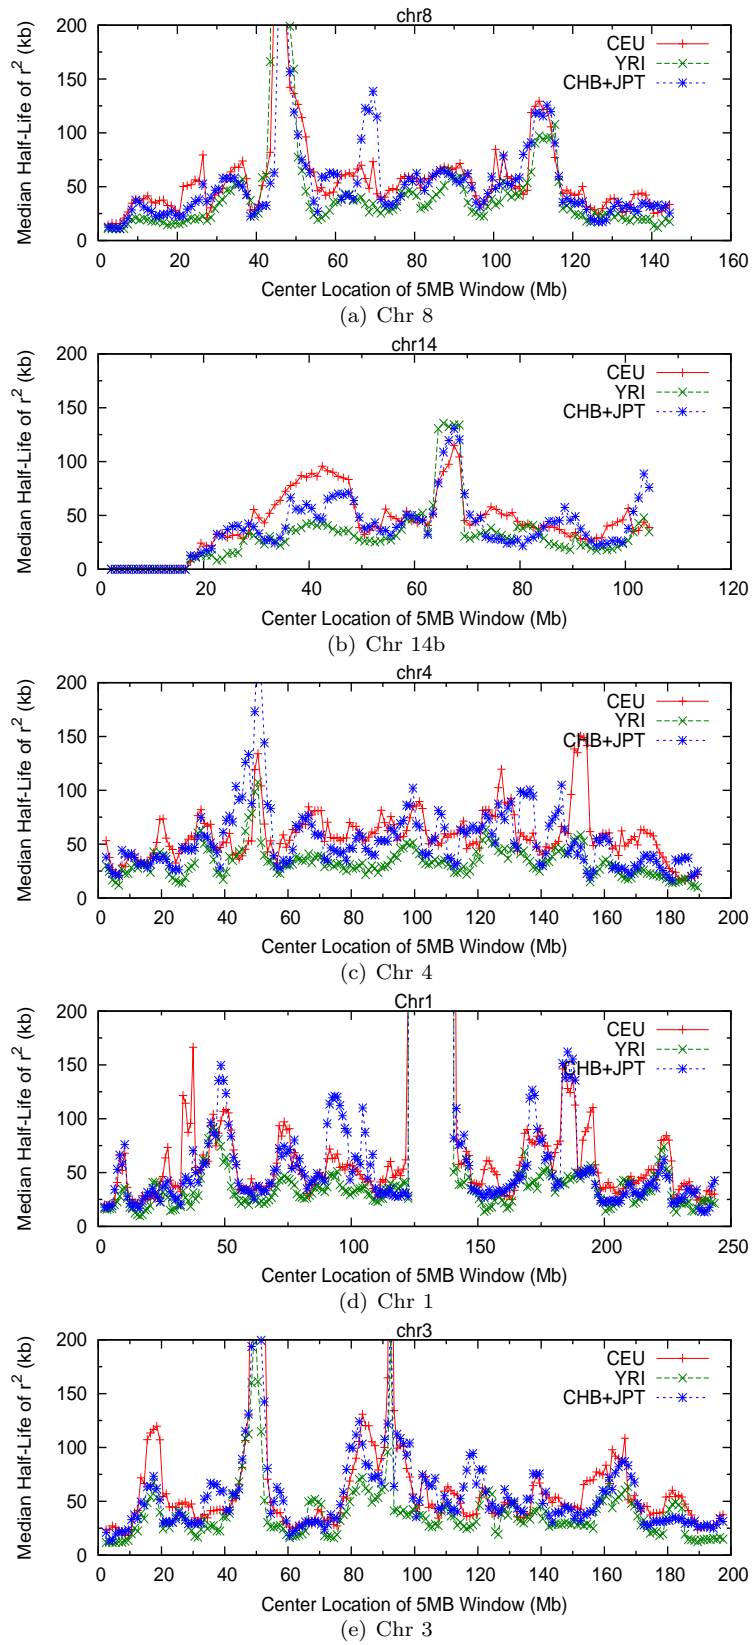 chr8
Median Half-Life of r² (kb)
200
150
100
50
0
CEU
YRI
CHB+JPT
0 20 40 60 80 100 120 140 160
Center Location of 5MB Window (Mb)
(a) Chr 8
chr14
Median Half-Life of r² (kb)
200
150
100
50
0
CEU
YRI
CHB+JPT
0 20 40 60 80 100 120
Center Location of 5MB Window (Mb)
(b) Chr 14b
chr4
Median Half-Life of r² (kb)
200
150
100
50
0
CEU
YRI
CHB+JPT
0 20 40 60 80 100 120 140 160 180 200
Center Location of 5MB Window (Mb)
(c) Chr 4
Chr1
Median Half-Life of r² (kb)
200
150
100
50
0
CEU
YRI
CHB+JPT
0 50 100 150 200 250
Center Location of 5MB Window (Mb)
(d) Chr 1
chr3
Median Half-Life of r² (kb)
200
150
100
50
0
CEU
YRI
CHB+JPT
0 20 40 60 80 100 120 140 160 180 200
Center Location of 5MB Window (Mb)
(e) Chr 3